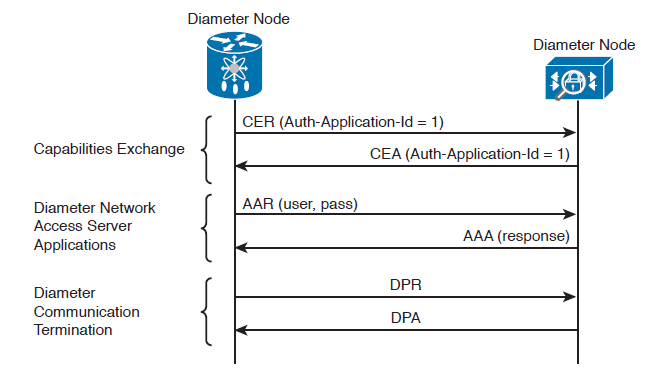 Diameter Node
Diameter Node
CER (Auth-Application-Id = 1)
Capabilities Exchange
CEA (Auth-Application-Id = 1)
AAR (user, pass)
Diameter Network
Access Server
Applications
AAA (response)
DPR
Diameter
Communication
Termination
DPA